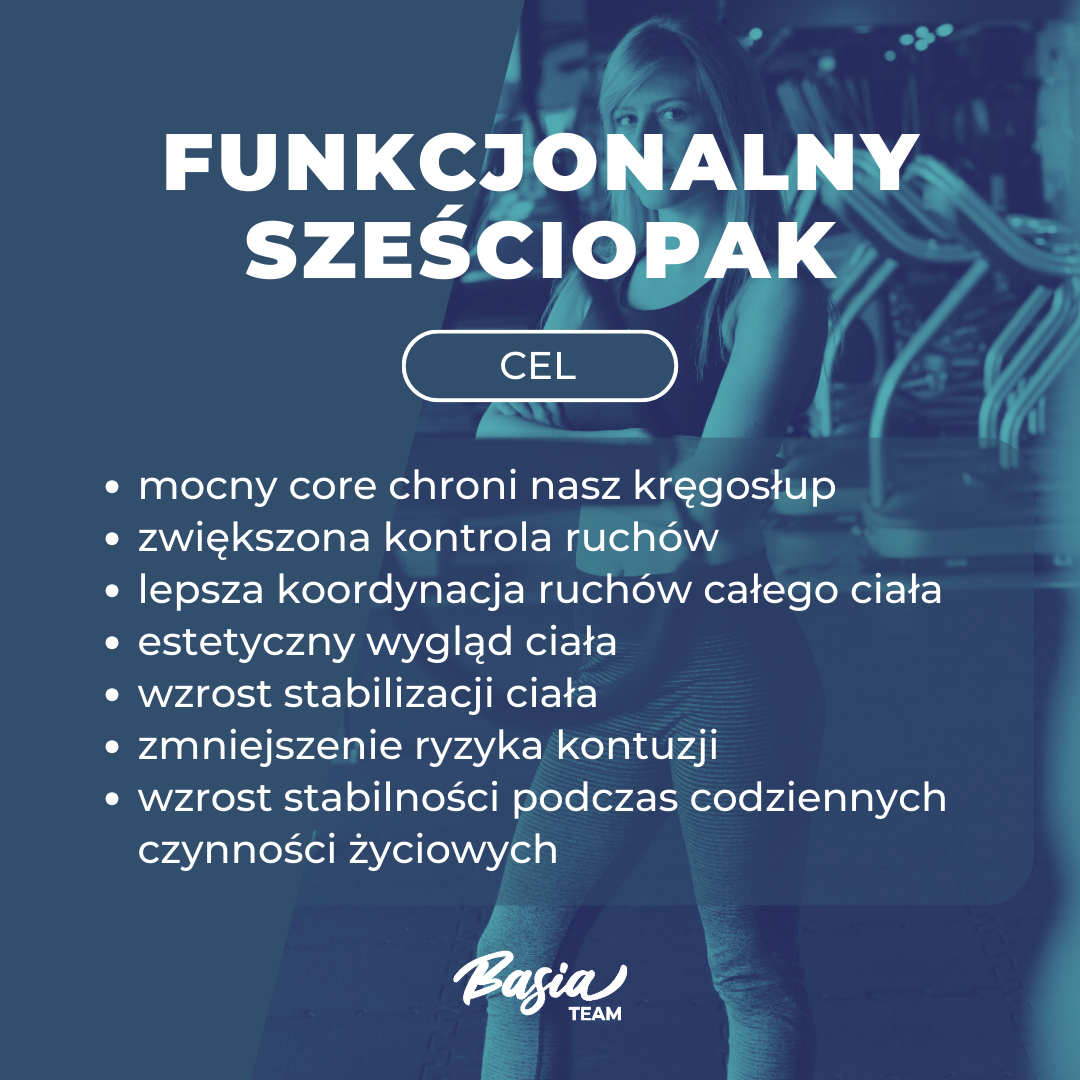 FUNKCJONALNY
SZEŚCIOPAK
CEL
• mocny core chroni nasz kręgosłup
• zwiększona kontrola ruchów
• lepsza koordynacja ruchów całego ciała
• estetyczny wygląd ciała
• wzrost stabilizacji ciała
• zmniejszenie ryzyka kontuzji
• wzrost stabilności podczas codziennych
czynności życiowych
Basia
TEAM